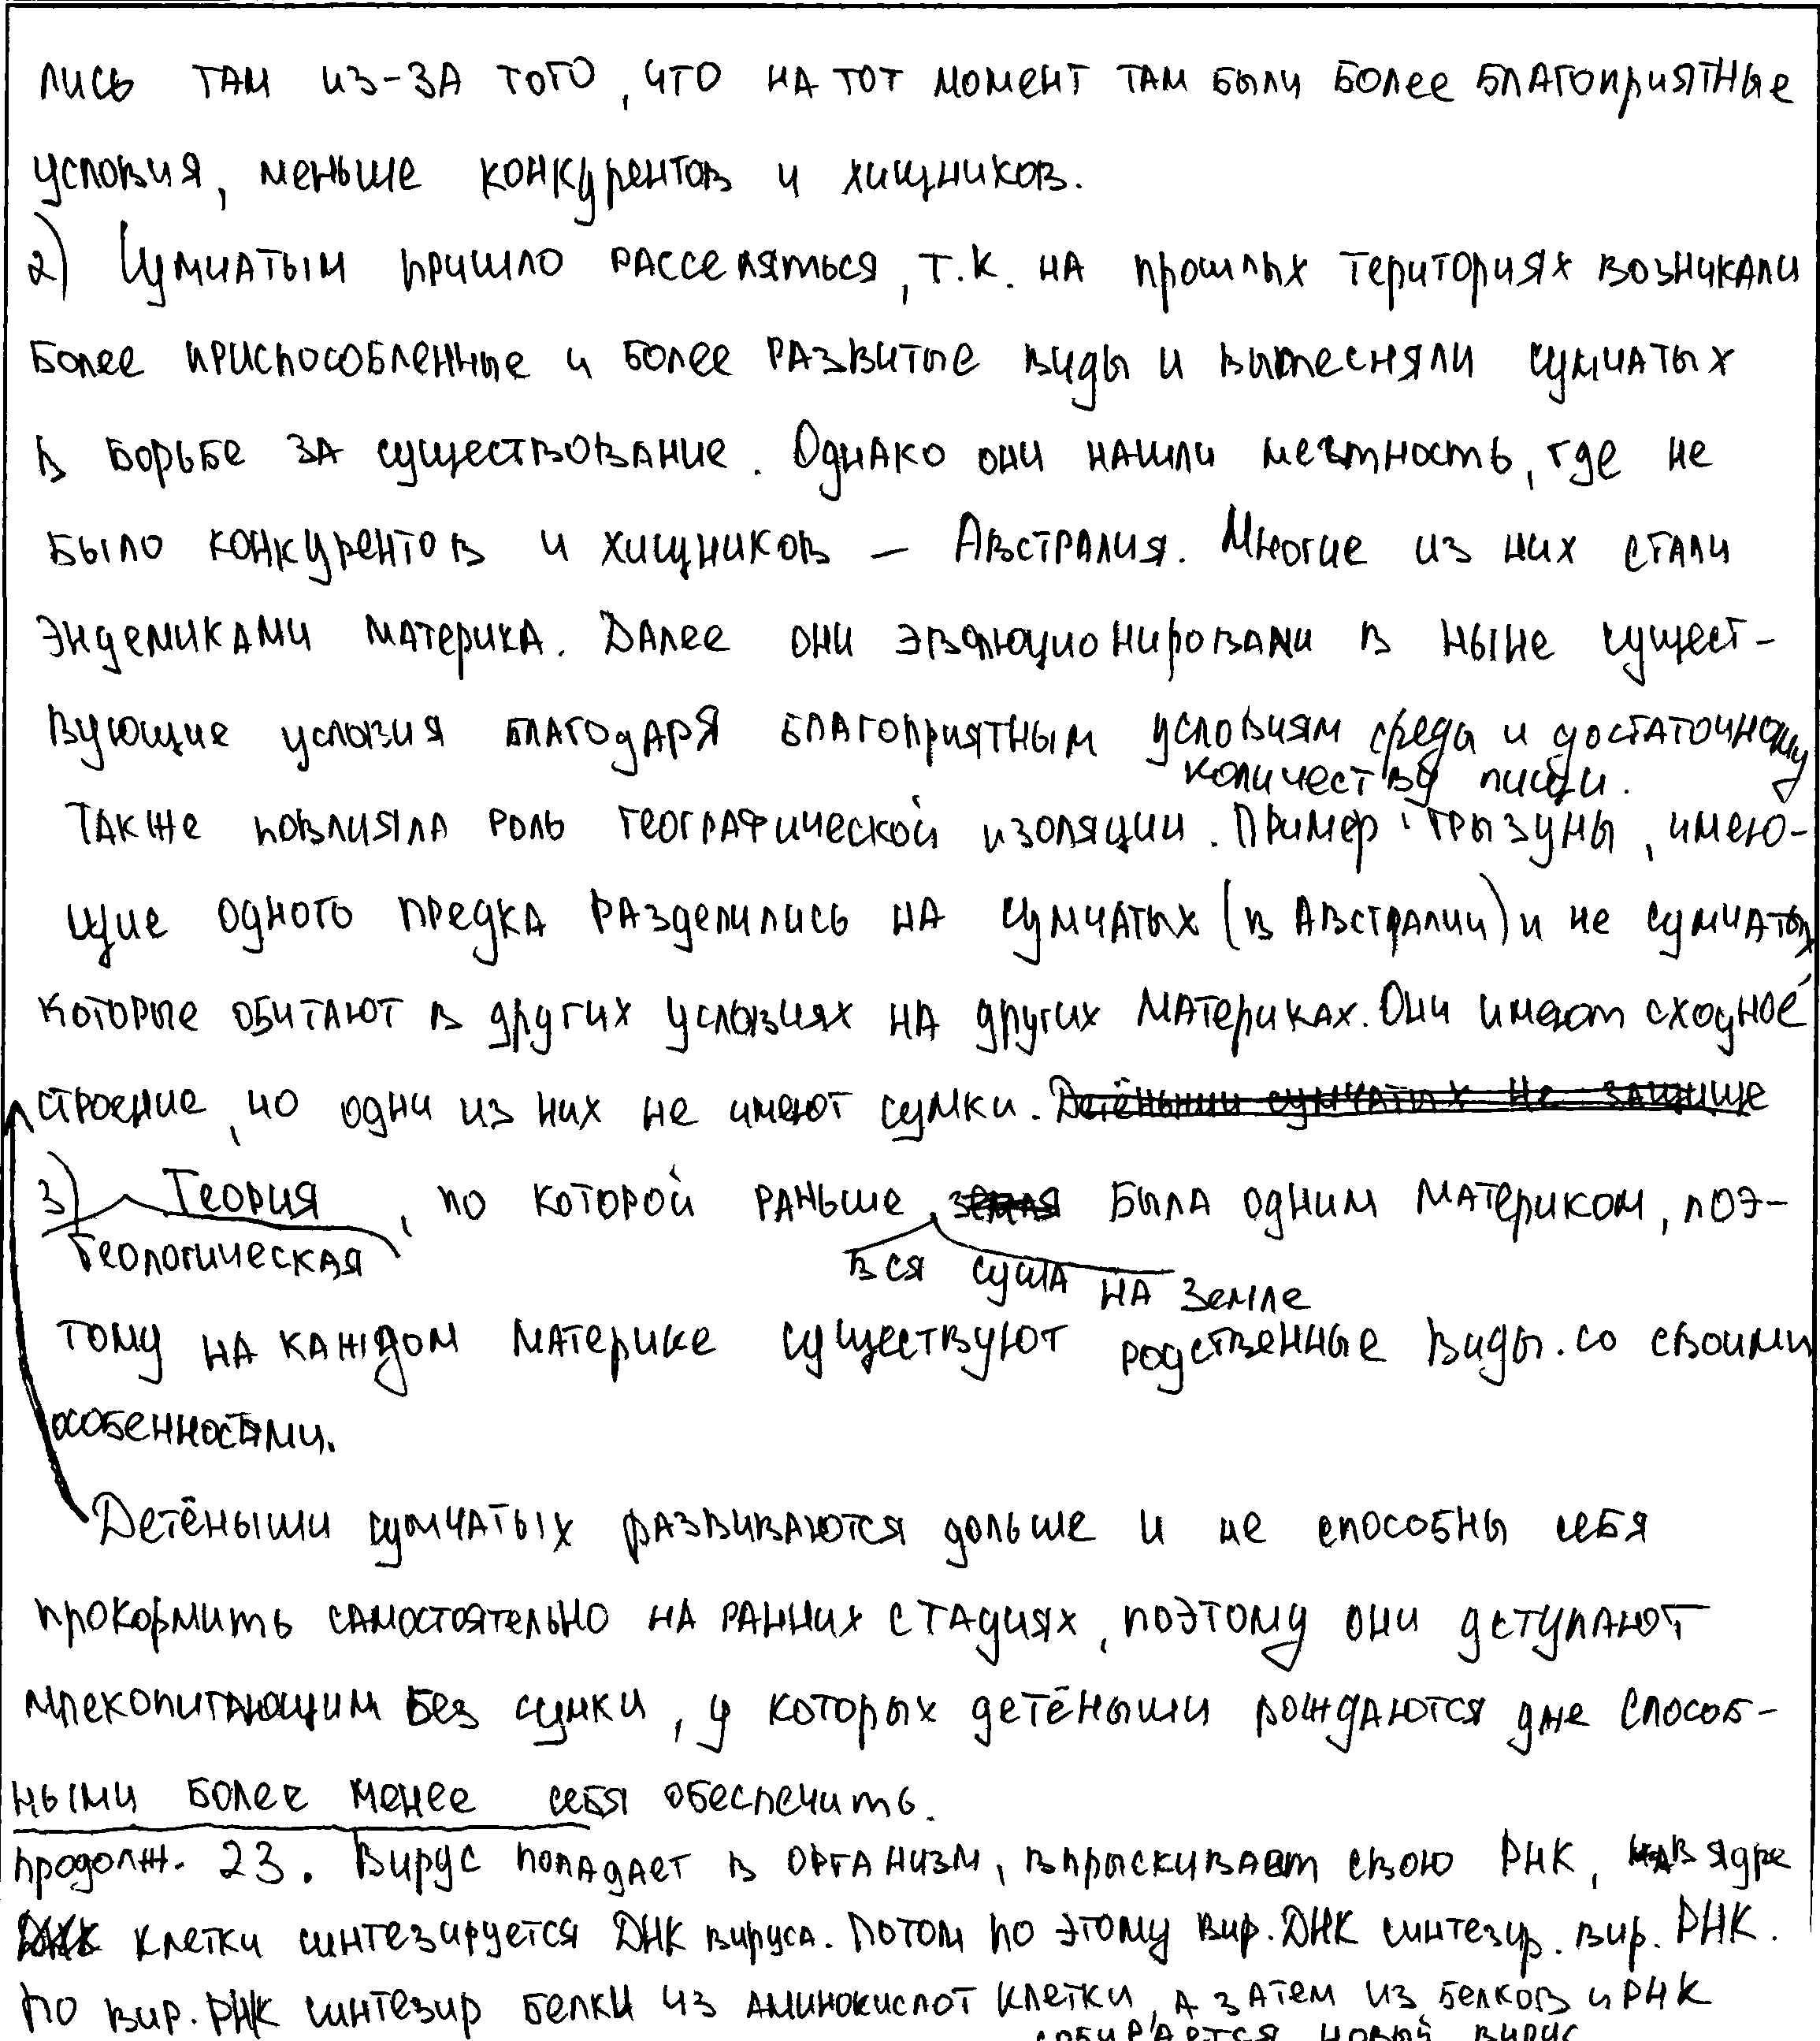 лись там из-за того, что на тот момент там были более благоприятные
условия, меньше конкурентов и хищников.
2) Сумчатым пришло расселяться, т.к. на прошлых териториях возникали
более приспособленные и более развитые виды и вытесняли сумчатых
в борьбе за существование. Однако они нашли местность, где не
было конкурентов и хищников – Австралия. Многие из них стали
эндемиками материка. Далее они эволюционировали в ныне сущест-
вующие условия благодаря благоприятным условиям среды и достаточному
количеству пищи.
Также повлияла роль географической изоляции. Пример: грызуны, имею-
щие одного предка разделились на сумчатых (в Австралии) и не сумчатых
которые обитают в других условиях на других материках. Они имеют сходное
строение, но одни из них не имеют сумки. Детёныши сумчатых не защище
3) Теория, по которой раньше земля была одним материком, поэ-
геологическая вся суша на Земле
тому на каждом материке существуют родственные виды. со своими
особенностями.
Детёныши сумчатых развиваются дольше и не способны себя
прокормить самостоятельно на ранних стадиях, поэтому они уступают
млекопитающим без сумки, у которых детёныши рождаются уже способ-
ными более менее себя обеспечить.
продолж. 23. Вирус попадает в организм, впрыскивает свою РНК, в ядре
клетки синтезируется ДНК вируса. Потом по этому вир. ДНК синтезир. вир. РНК.
По вир. РНК синтезир белки из аминокислот клетки, а затем из белков и РНК
собирается новый вирус